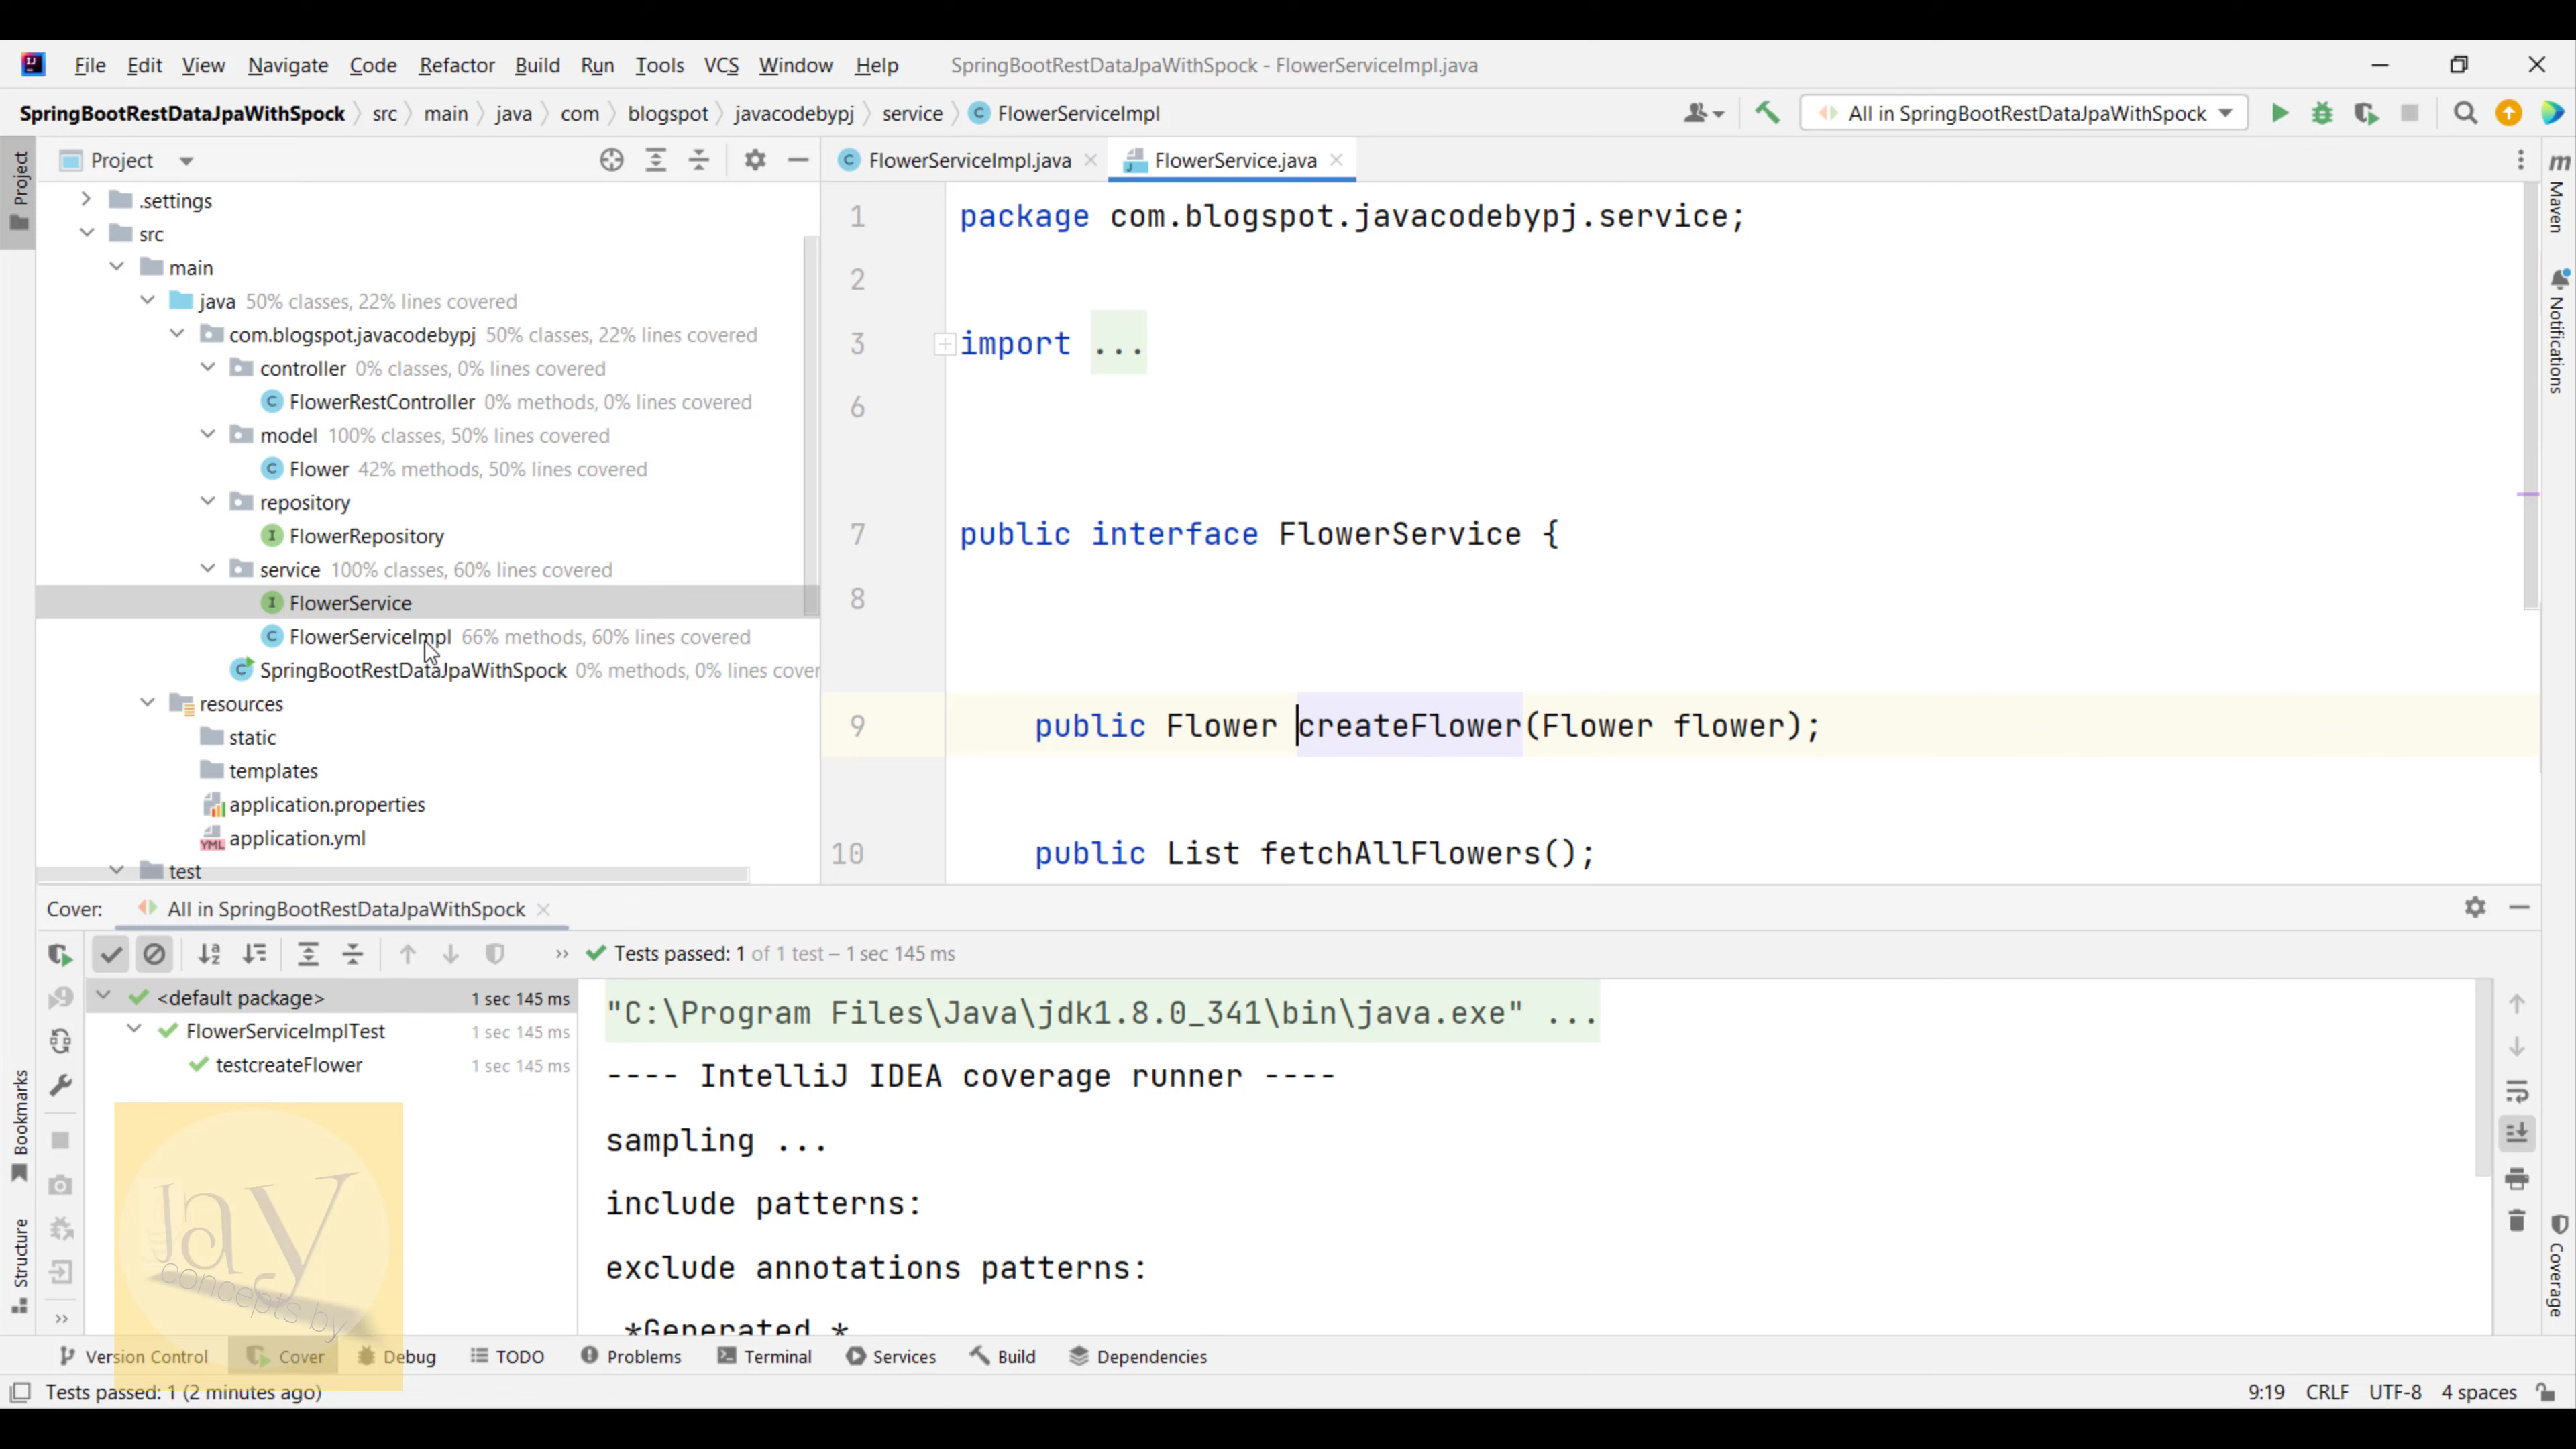 File Edit View Navigate Code Refactor Build Run Tools VCS Window Help SpringBootRestDataJpaWithSpock - FlowerServiceImpl.java
SpringBootRestDataJpaWithSpock src main java com blogspot javacodebypj service FlowerServiceImpl All in SpringBootRestDataJpaWithSpock
Project
Project
FlowerServiceImpl.java FlowerService.java
.settings
src
main
java 50% classes, 22% lines covered
com.blogspot.javacodebypj 50% classes, 22% lines covered
controller 0% classes, 0% lines covered
FlowerRestController 0% methods, 0% lines covered
model 100% classes, 50% lines covered
Flower 42% methods, 50% lines covered
repository
FlowerRepository
service 100% classes, 60% lines covered
FlowerService
FlowerServiceImpl 66% methods, 60% lines covered
SpringBootRestDataJpaWithSpock 0% methods, 0% lines cover
resources
static
templates
application.properties
application.yml
test
1 package com.blogspot.javacodebypj.service;
2
3 import ...
6
7 public interface FlowerService {
8
9 public Flower createFlower(Flower flower);
10 public List fetchAllFlowers();
Maven
Notifications
Cover: All in SpringBootRestDataJpaWithSpock
Tests passed: 1 of 1 test – 1 sec 145 ms
<default package> 1 sec 145 ms
FlowerServiceImplTest 1 sec 145 ms
testcreateFlower 1 sec 145 ms
"C:\Program Files\Java\jdk1.8.0_341\bin\java.exe" ...
---- IntelliJ IDEA coverage runner ----
sampling ...
include patterns:
exclude annotations patterns:
*Generated *
Bookmarks
Structure
Coverage
Jay
concepts by
Version Control Cover Debug TODO Problems Terminal Services Build Dependencies
Tests passed: 1 (2 minutes ago) 9:19 CRLF UTF-8 4 spaces